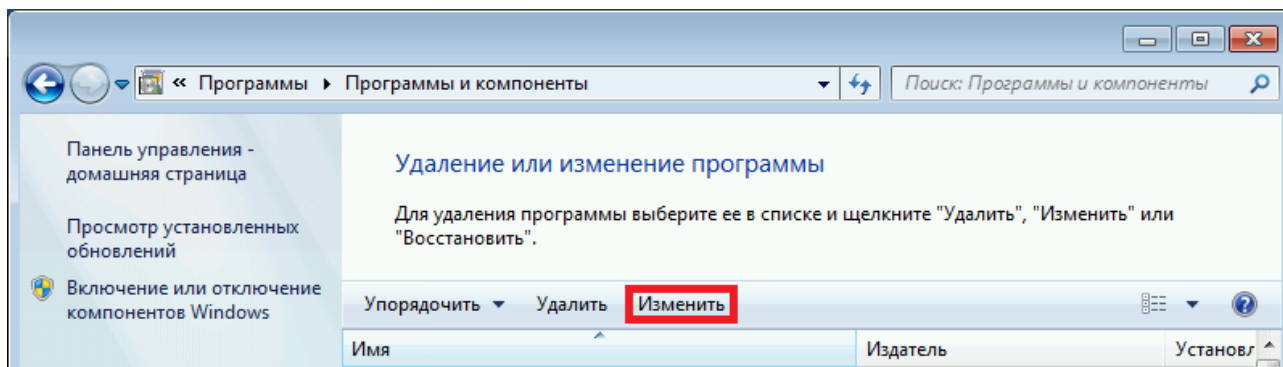 « Программы Программы и компоненты Поиск: Программы и компоненты
Панель управления -
домашняя страница
Просмотр установленных
обновлений
Включение или отключение
компонентов Windows
Удаление или изменение программы
Для удаления программы выберите ее в списке и щелкните "Удалить", "Изменить" или
"Восстановить".
Упорядочить Удалить Изменить
Имя Издатель Установл